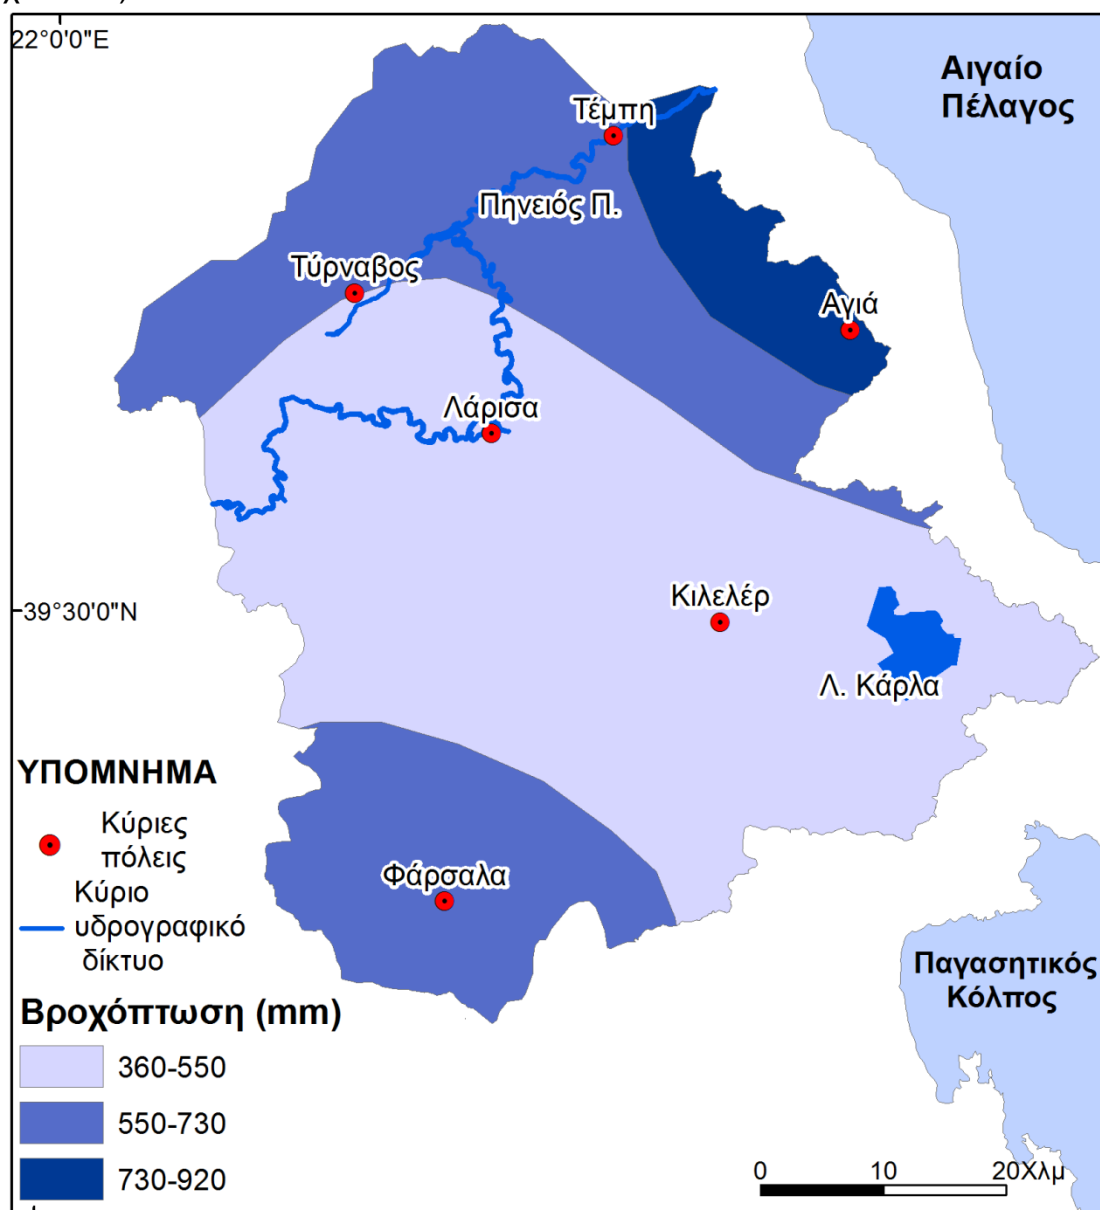 22°0'0"E
Αιγαίο
Πέλαγος
Τέμπη
Πηνειός Π.
Τύρναβος
Αγιά
Λάρισα
39°30'0"N
Κιλελέρ
Λ. Κάρλα
ΥΠΟΜΝΗΜΑ
Κύριες
πόλεις
Κύριο
υδρογραφικό
δίκτυο
Φάρσαλα
Παγασητικός
Κόλπος
Βροχόπτωση (mm)
360-550
550-730
730-920
0 10 20Χλμ